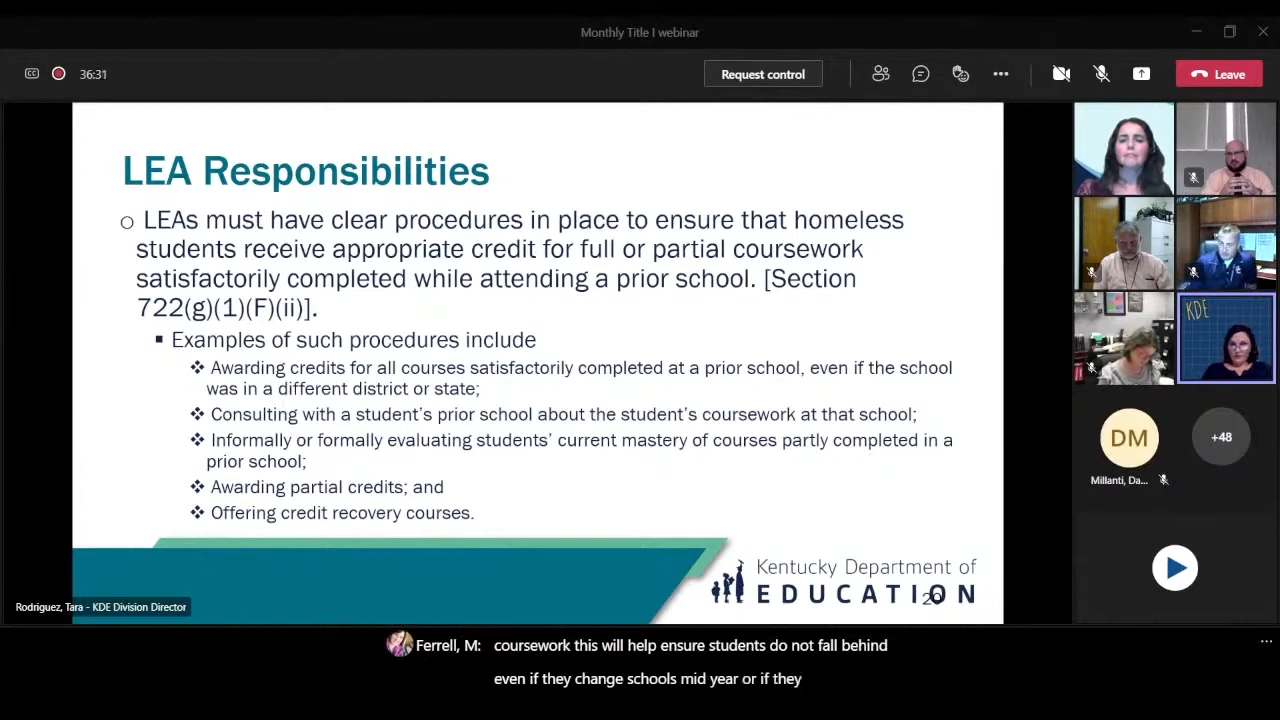 Monthly Title I webinar
CC
36:31
Request control
Leave
LEA Responsibilities
LEAs must have clear procedures in place to ensure that homeless
students receive appropriate credit for full or partial coursework
satisfactorily completed while attending a prior school. [Section
722(g)(1)(F)(ii)].
Examples of such procedures include
Awarding credits for all courses satisfactorily completed at a prior school, even if the school
was in a different district or state;
Consulting with a student's prior school about the student's coursework at that school;
Informally or formally evaluating students' current mastery of courses partly completed in a
prior school;
Awarding partial credits; and
Offering credit recovery courses.
Kentucky Department of
EDUCATION
20
KDE
DM
+48
Millanti, Da...
Rodriguez, Tara - KDE Division Director
Ferrell, M: coursework this will help ensure students do not fall behind
even if they change schools mid year or if they